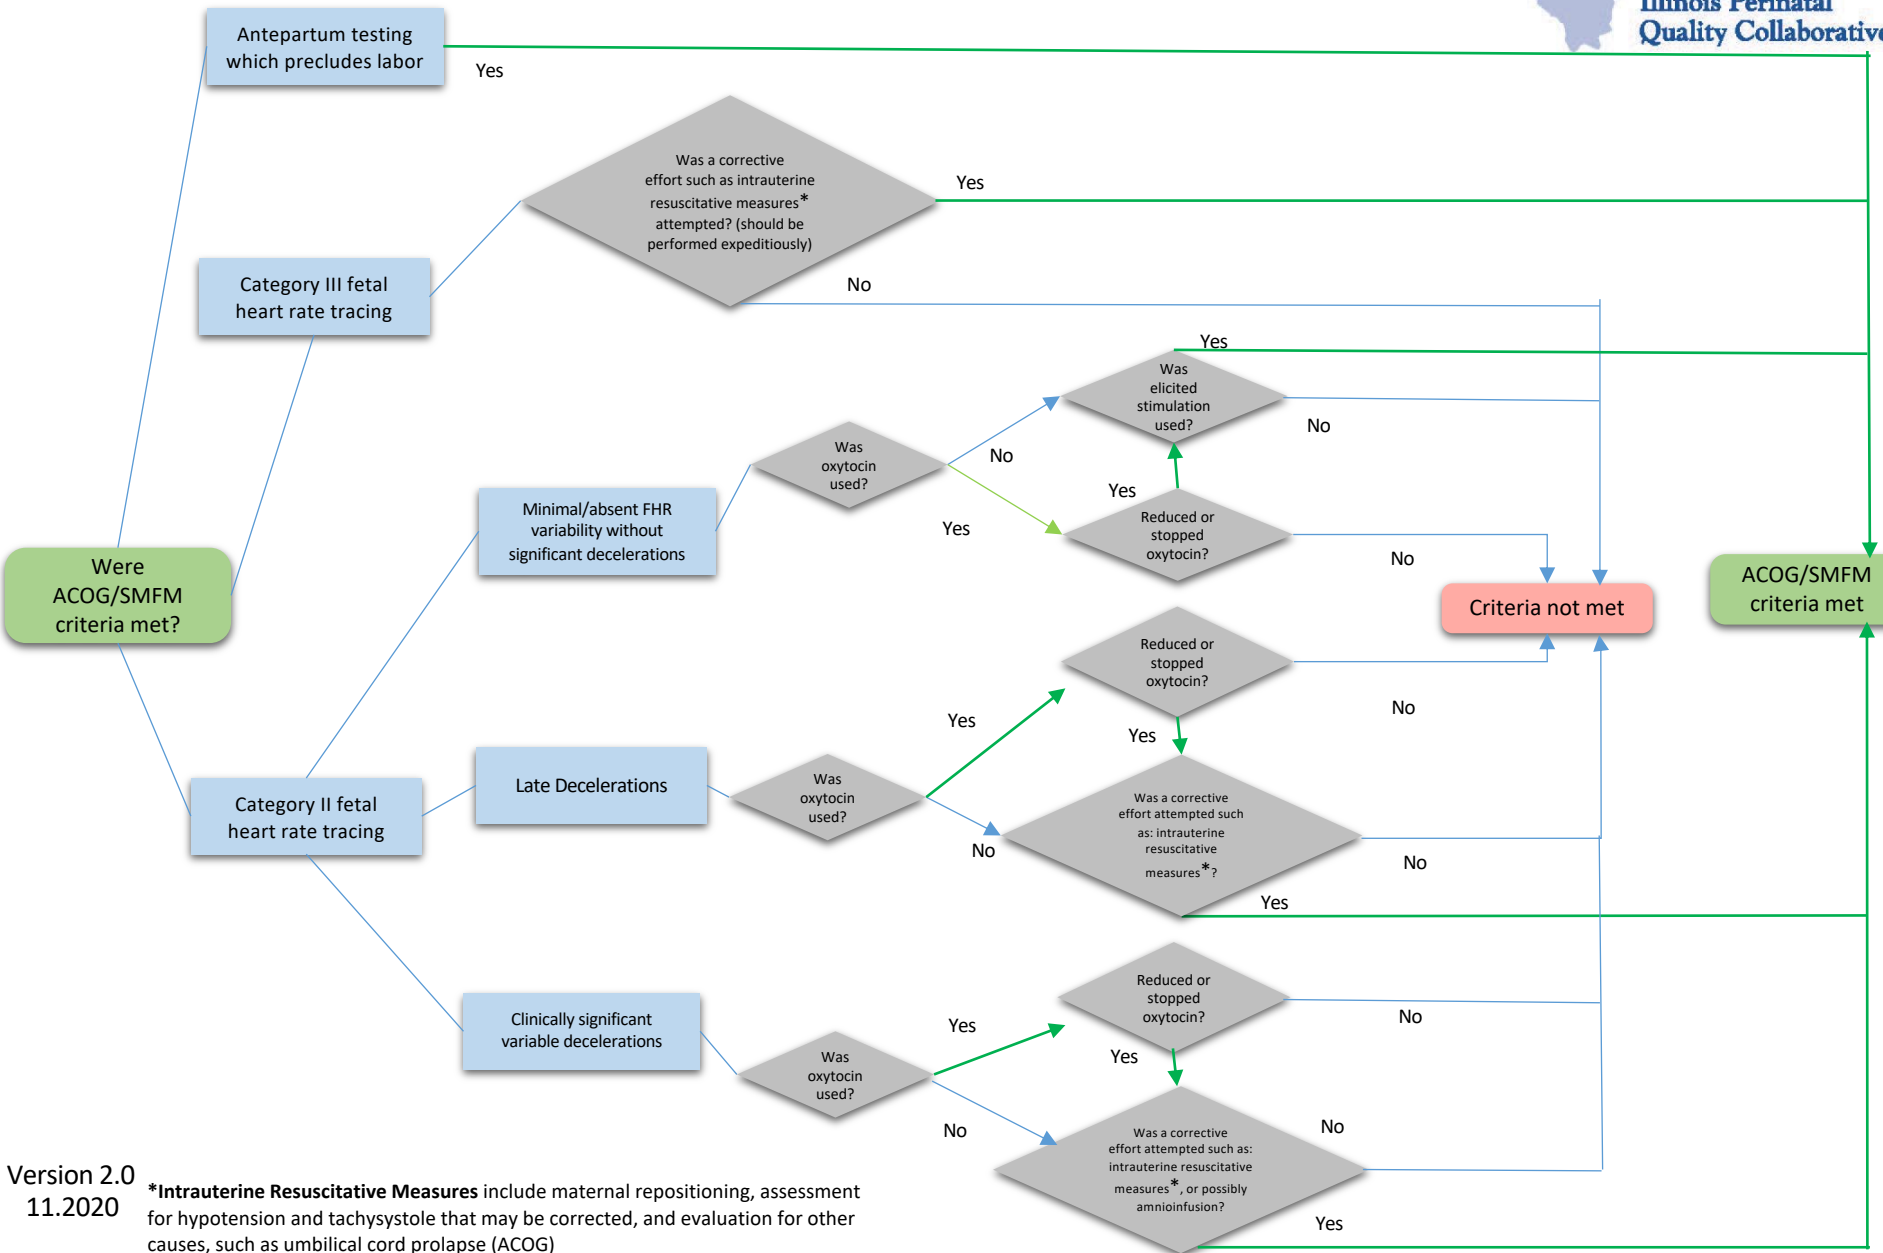 Illinois Perinatal
Quality Collaborative
Antepartum testing
which precludes labor
Yes
Was a corrective
effort such as intrauterine
resuscitative measures*
attempted? (should be
performed expeditiously)
Yes
No
Category III fetal
heart rate tracing
Yes
Was
elicited
stimulation
used?
No
Was
oxytocin
used?
No
Yes
Yes
Reduced or
stopped
oxytocin?
No
Minimal/absent FHR
variability without
significant decelerations
Were
ACOG/SMFM
criteria met?
Criteria not met
ACOG/SMFM
criteria met
Reduced or
stopped
oxytocin?
No
Yes
Yes
Late Decelerations
Was
oxytocin
used?
No
Was a corrective
effort attempted such
as: intrauterine
resuscitative
measures*?
No
Yes
Category II fetal
heart rate tracing
Reduced or
stopped
oxytocin?
No
Yes
Yes
Clinically significant
variable decelerations
Was
oxytocin
used?
No
Was a corrective
effort attempted such as:
intrauterine resuscitative
measures*, or possibly
amnioinfusion?
No
Yes
Version 2.0
11.2020
*Intrauterine Resuscitative Measures include maternal repositioning, assessment
for hypotension and tachysystole that may be corrected, and evaluation for other
causes, such as umbilical cord prolapse (ACOG)